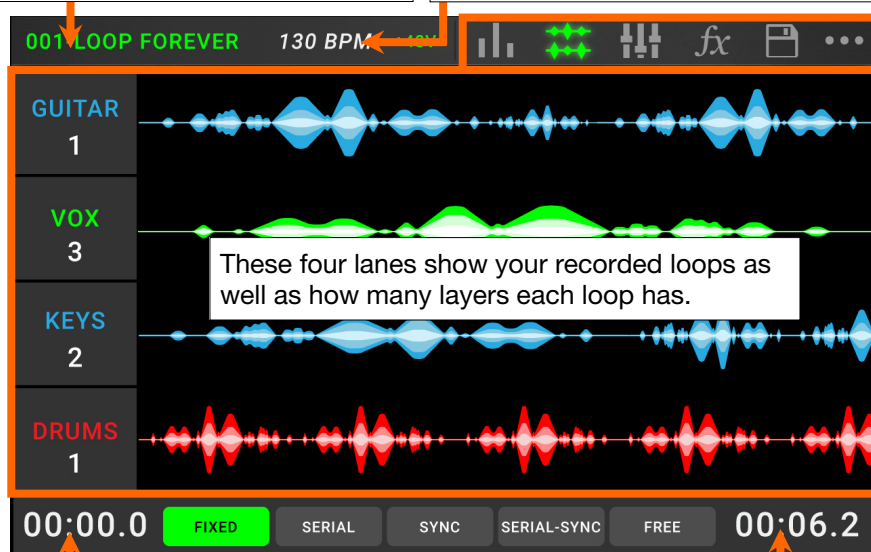 001 LOOP FOREVER 130 BPM +48V fx
GUITAR
1
VOX
3
These four lanes show your recorded loops as
well as how many layers each loop has.
KEYS
2
DRUMS
1
00:00.0 FIXED SERIAL SYNC SERIAL-SYNC FREE 00:06.2